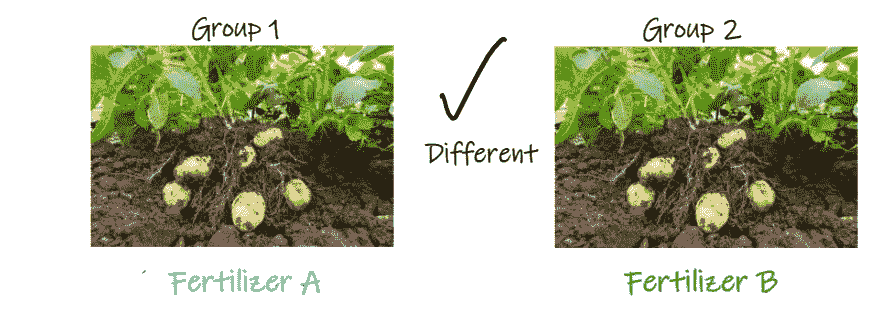 Group 1
Group 2
Different
Fertilizer A
Fertilizer B